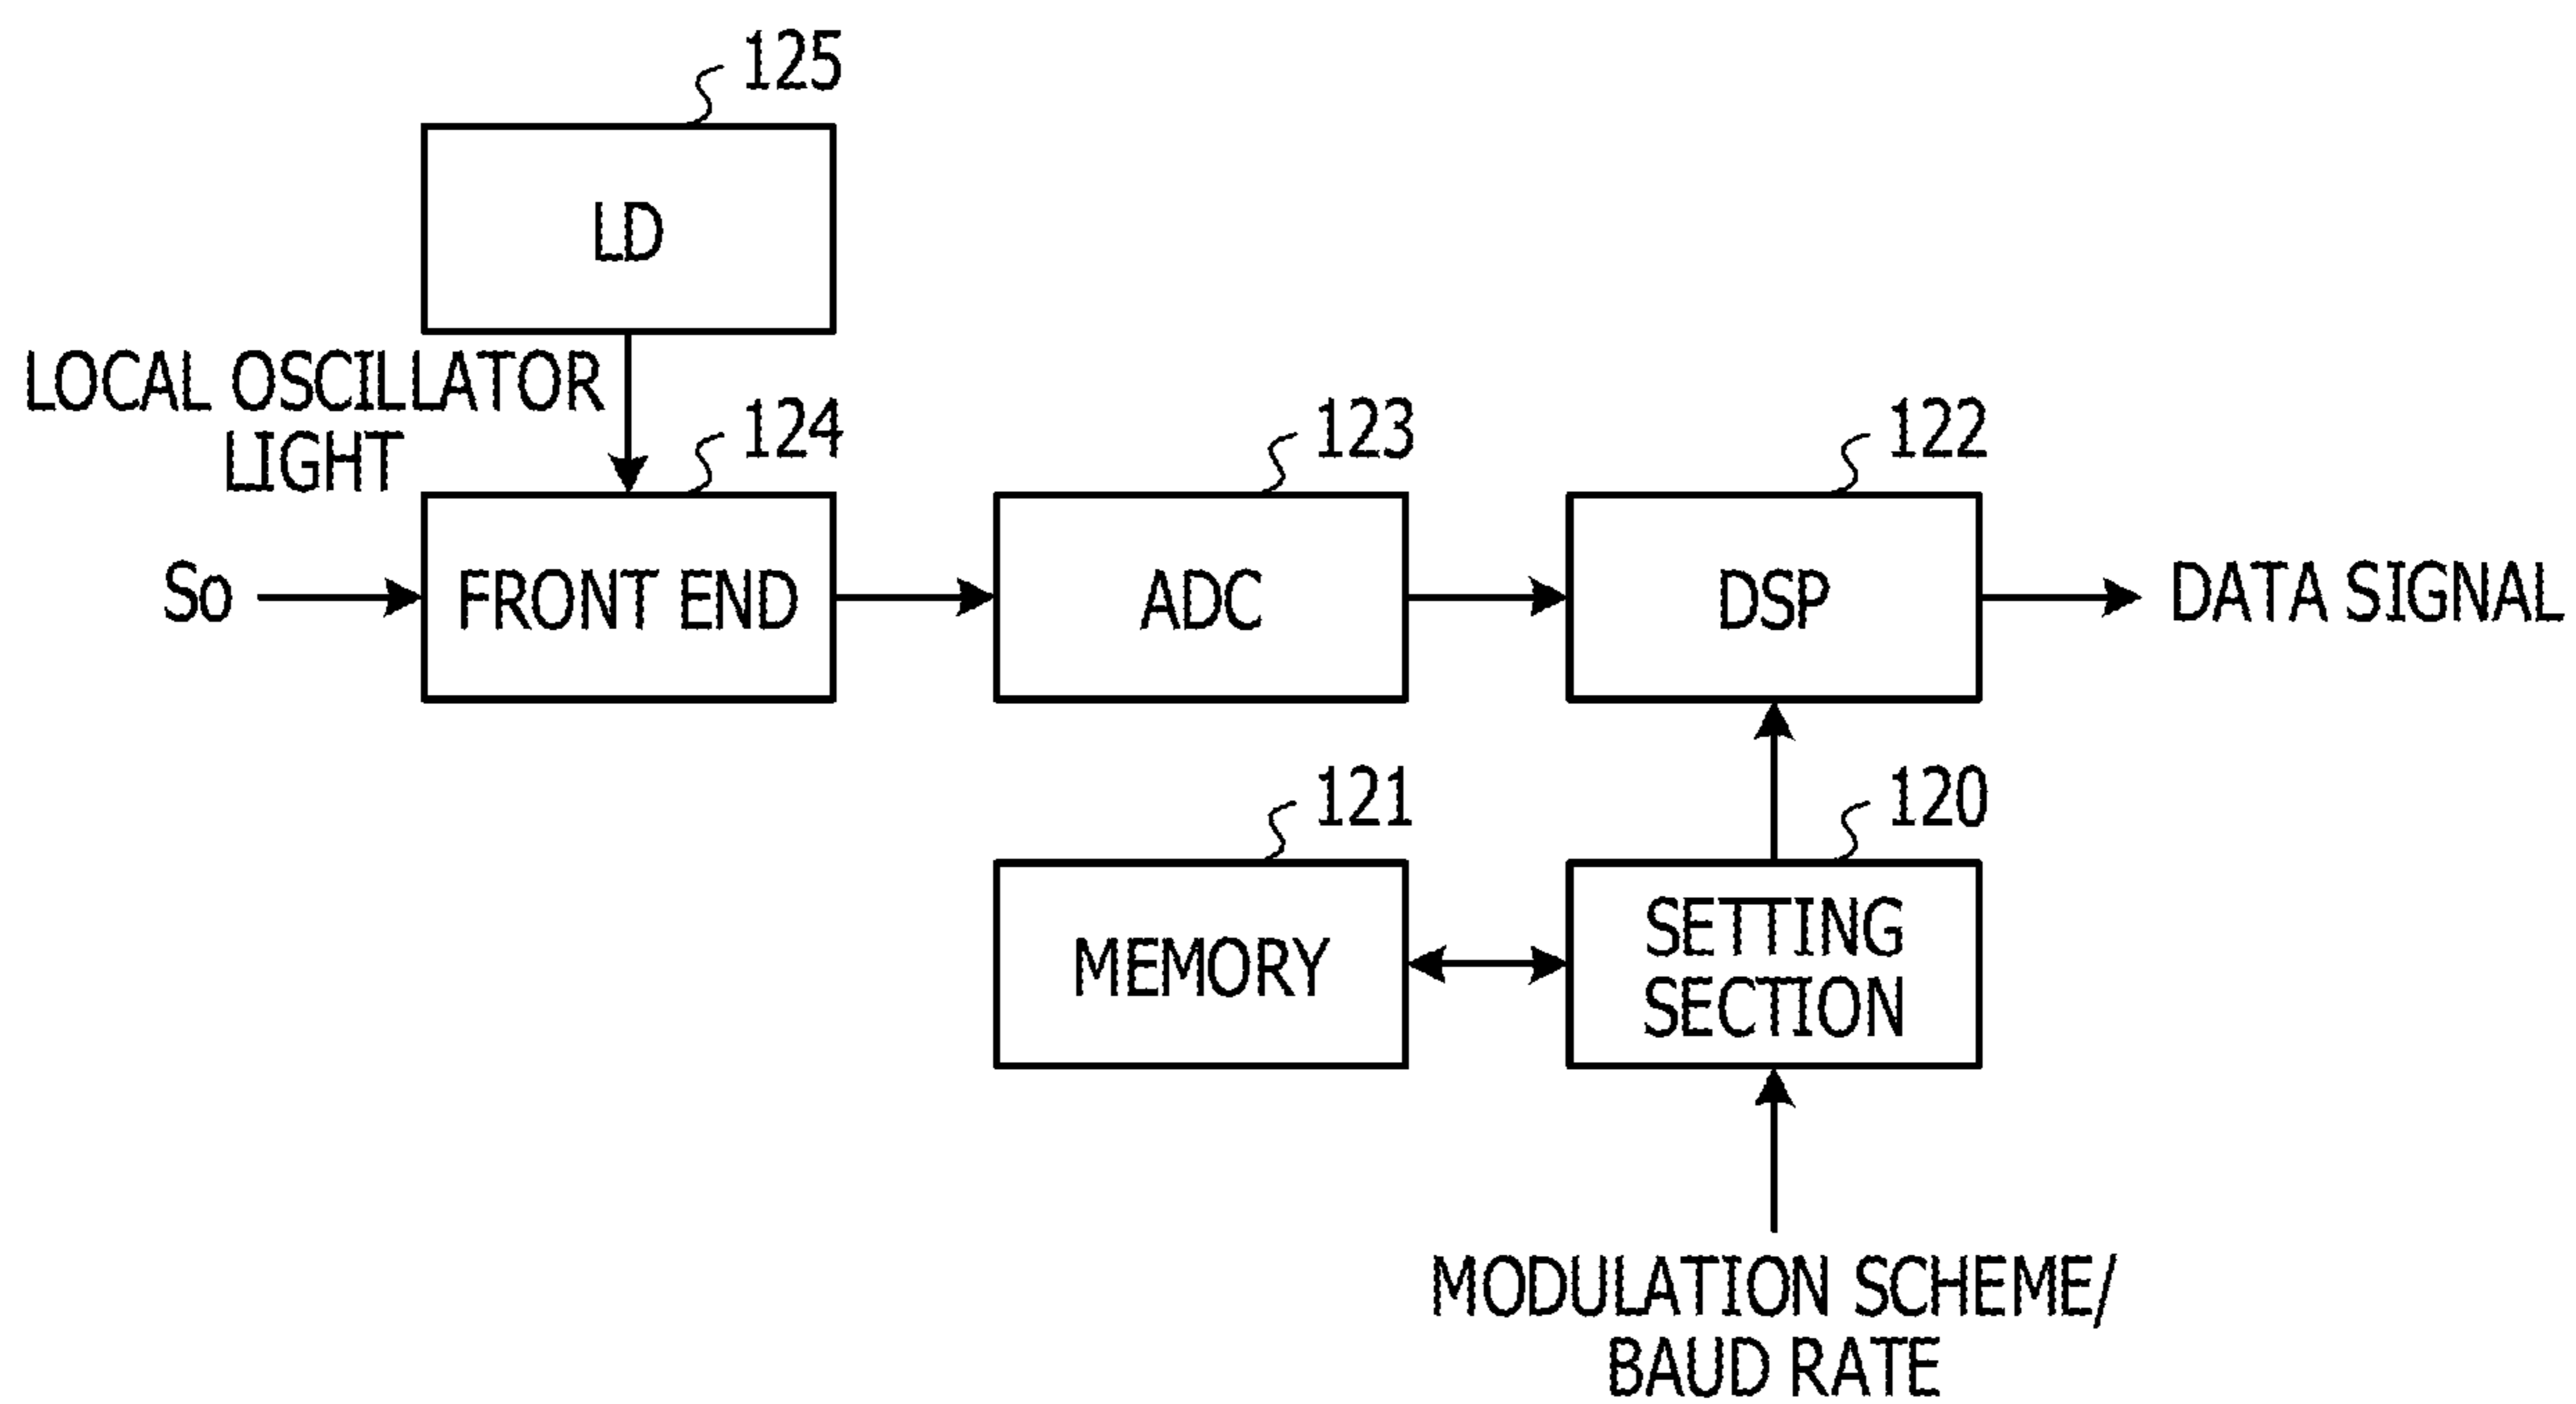 125
LD
LOCAL OSCILLATOR
LIGHT
124
123
122
So
FRONT END
ADC
DSP
DATA SIGNAL
121
120
MEMORY
SETTING
SECTION
MODULATION SCHEME/
BAUD RATE